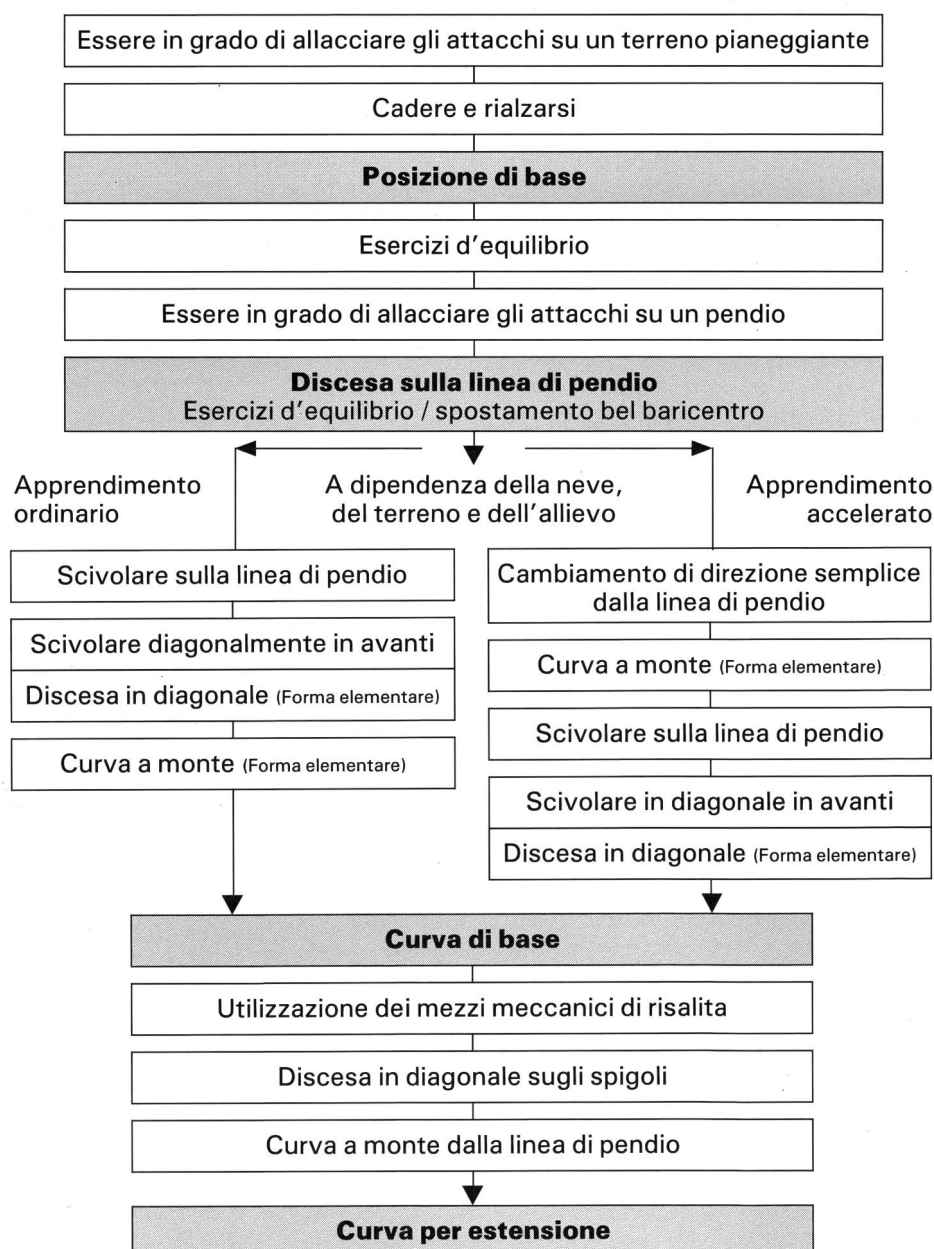 Essere in grado di allacciare gli attacchi su un terreno pianeggiante
Cadere e rialzarsi
Posizione di base
Esercizi d'equilibrio
Essere in grado di allacciare gli attacchi su un pendio
Discesa sulla linea di pendio
Esercizi d'equilibrio / spostamento bel baricentro
Apprendimento
ordinario
A dipendenza della neve,
del terreno e dell'allievo
Apprendimento
accelerato
Scivolare sulla linea di pendio
Scivolare diagonalmente in avanti
Discesa in diagonale (Forma elementare)
Curva a monte (Forma elementare)
Cambiamento di direzione semplice
dalla linea di pendio
Curva a monte (Forma elementare)
Scivolare sulla linea di pendio
Scivolare in diagonale in avanti
Discesa in diagonale (Forma elementare)
Curva di base
Utilizzazione dei mezzi meccanici di risalita
Discesa in diagonale sugli spigoli
Curva a monte dalla linea di pendio
Curva per estensione